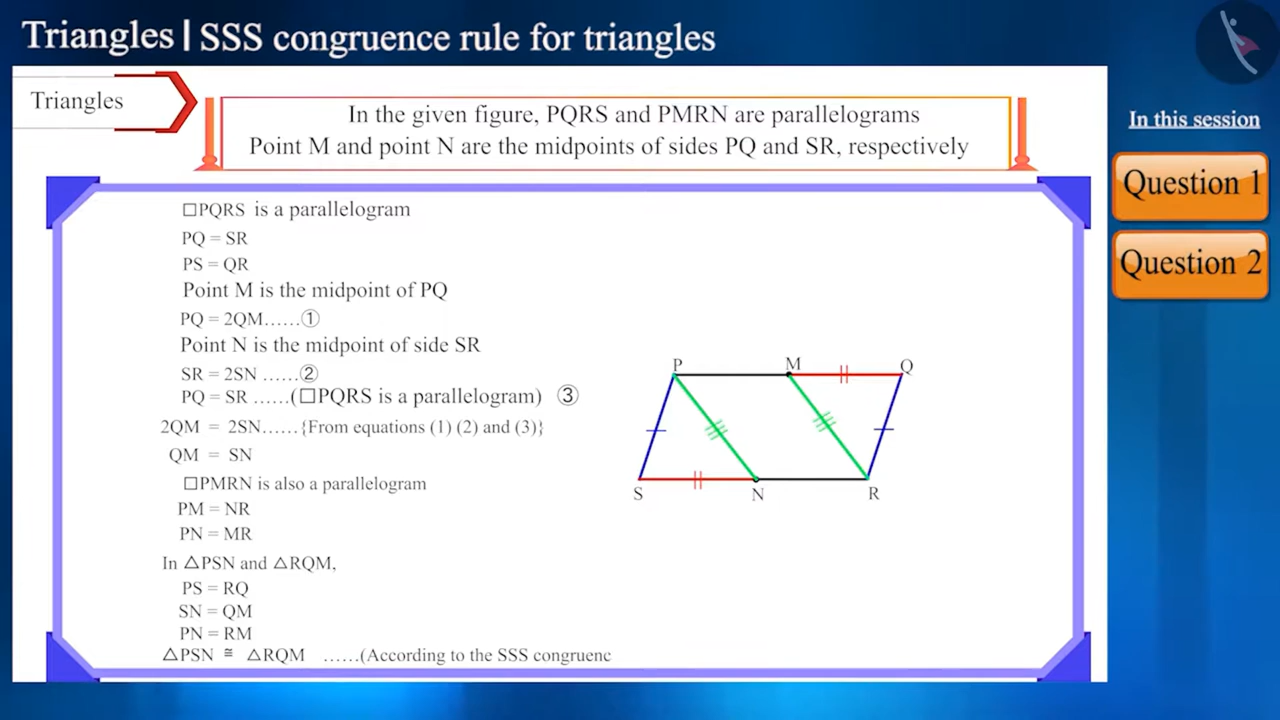 Triangles | SSS congruence rule for triangles
Triangles
In the given figure, PQRS and PMRN are parallelograms
Point M and point N are the midpoints of sides PQ and SR, respectively
In this session
Question 1
Question 2
□PQRS is a parallelogram
PQ = SR
PS = QR
Point M is the midpoint of PQ
PQ = 2QM......①
Point N is the midpoint of side SR
SR = 2SN ......②
PQ = SR ......(□PQRS is a parallelogram) ③
2QM = 2SN......{From equations (1) (2) and (3)}
QM = SN
□PMRN is also a parallelogram
PM = NR
PN = MR
In △PSN and △RQM,
PS = RQ
SN = QM
PN = RM
△PSN ≅ △RQM ......(According to the SSS congruenc
P M Q
S N R